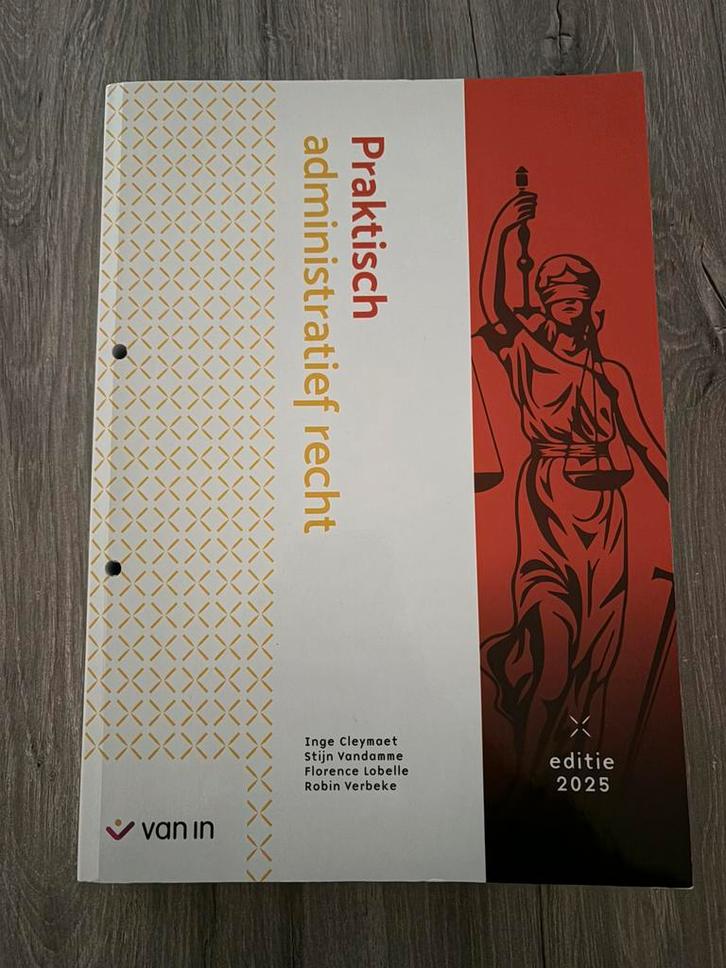 Praktisch
administratief recht
Inge Cleymaet
Stijn Vandamme
Florence Lobelle
Robin Verbeke
van in
editie
2025